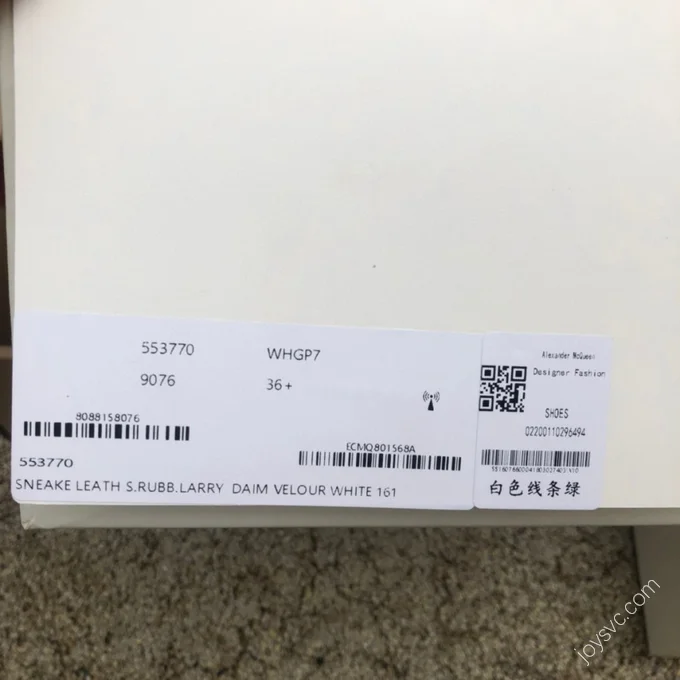 553770 WHGP7
9076 36+
8088158076
ECMQ801568A
553770
SNEAKE LEATH S.RUBB.LARRY DAIM VELOUR WHITE 161
Alexander McQueen
Designer Fashion
SHOES
02200110296494
白色线条绿
joysvc.com